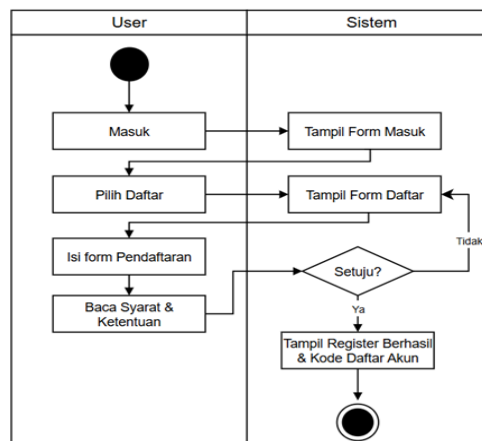 User
Sistem
Masuk
Tampil Form Masuk
Pilih Daftar
Tampil Form Daftar
Tidak
Isi form Pendaftaran
Setuju?
Baca Syarat &
Ketentuan
Ya
Tampil Register Berhasil
& Kode Daftar Akun